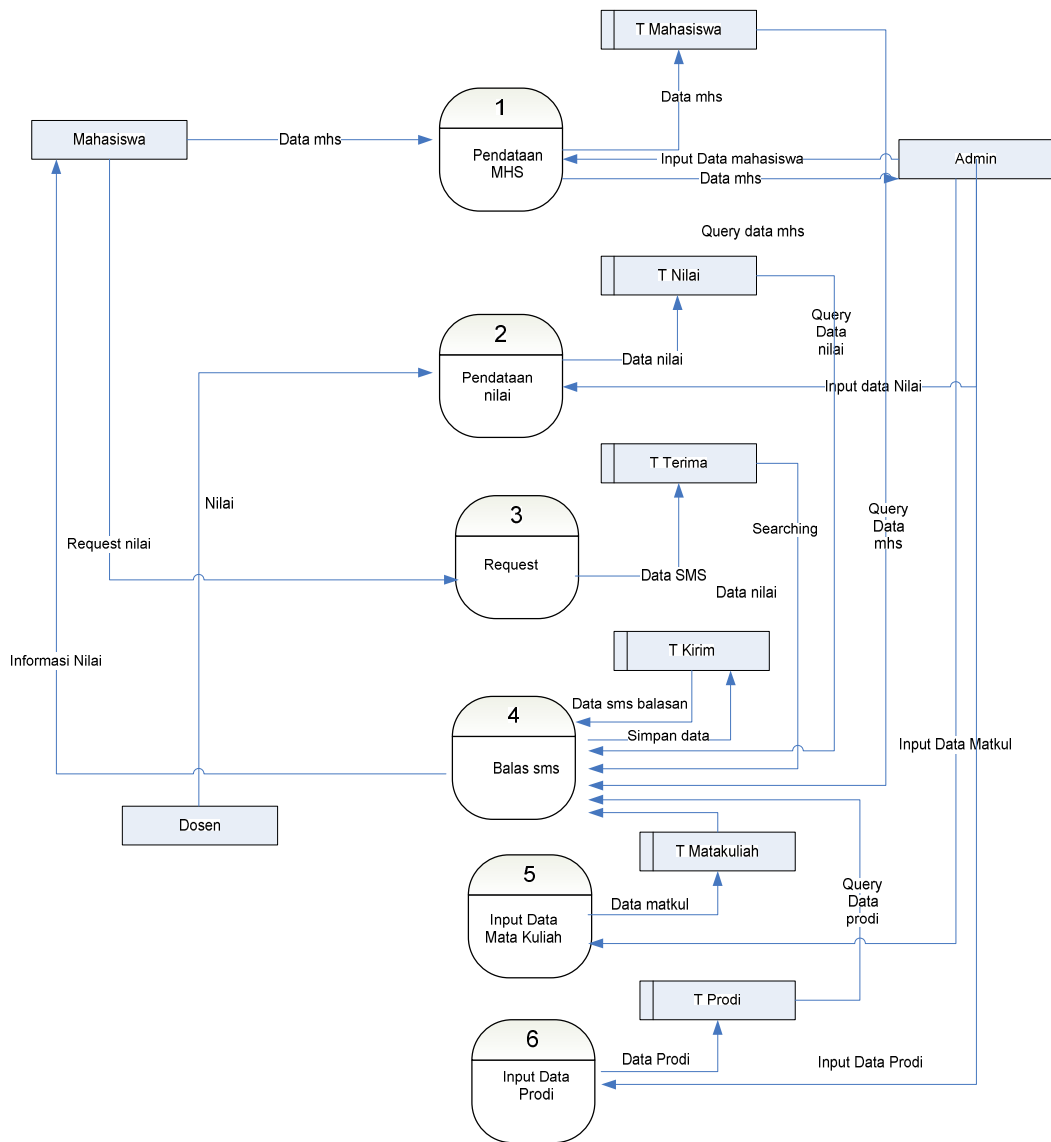 T Mahasiswa
Data mhs
1
Pendataan
MHS
Mahasiswa
Data mhs
Input Data mahasiswa
Data mhs
Admin
Query data mhs
T Nilai
Query
Data
nilai
2
Pendataan
nilai
Data nilai
Input data Nilai
T Terima
Nilai
3
Request
Request nilai
Data SMS
Searching
Query
Data
mhs
Data nilai
T Kirim
Informasi Nilai
Data sms balasan
4
Balas sms
Simpan data
Input Data Matkul
Dosen
T Matakuliah
5
Input Data
Mata Kuliah
Data matkul
Query
Data
prodi
T Prodi
6
Input Data
Prodi
Data Prodi
Input Data Prodi